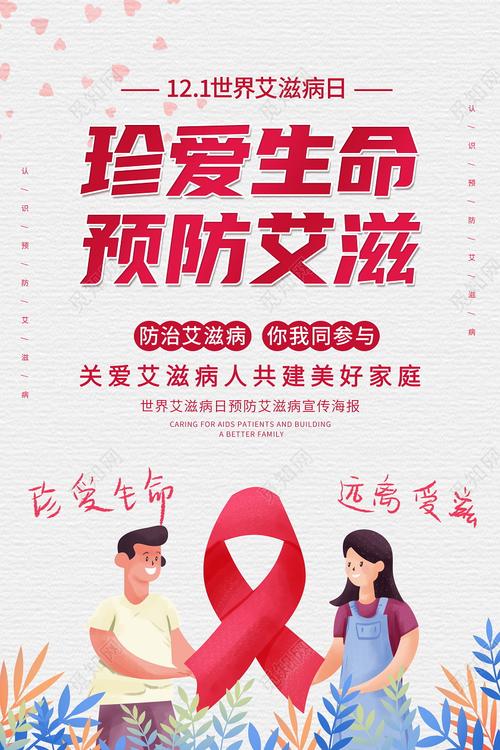 12.1世界艾滋病日
珍爱生命
预防艾滋
认/识/预/防/艾/滋/病
认/识/预/防/艾/滋/病
防治艾滋病 你我同参与
关爱艾滋病人共建美好家庭
世界艾滋病日预防艾滋病宣传海报
CARING FOR AIDS PATIENTS AND BUILDING
A BETTER FAMILY
珍爱生命
远离受滋